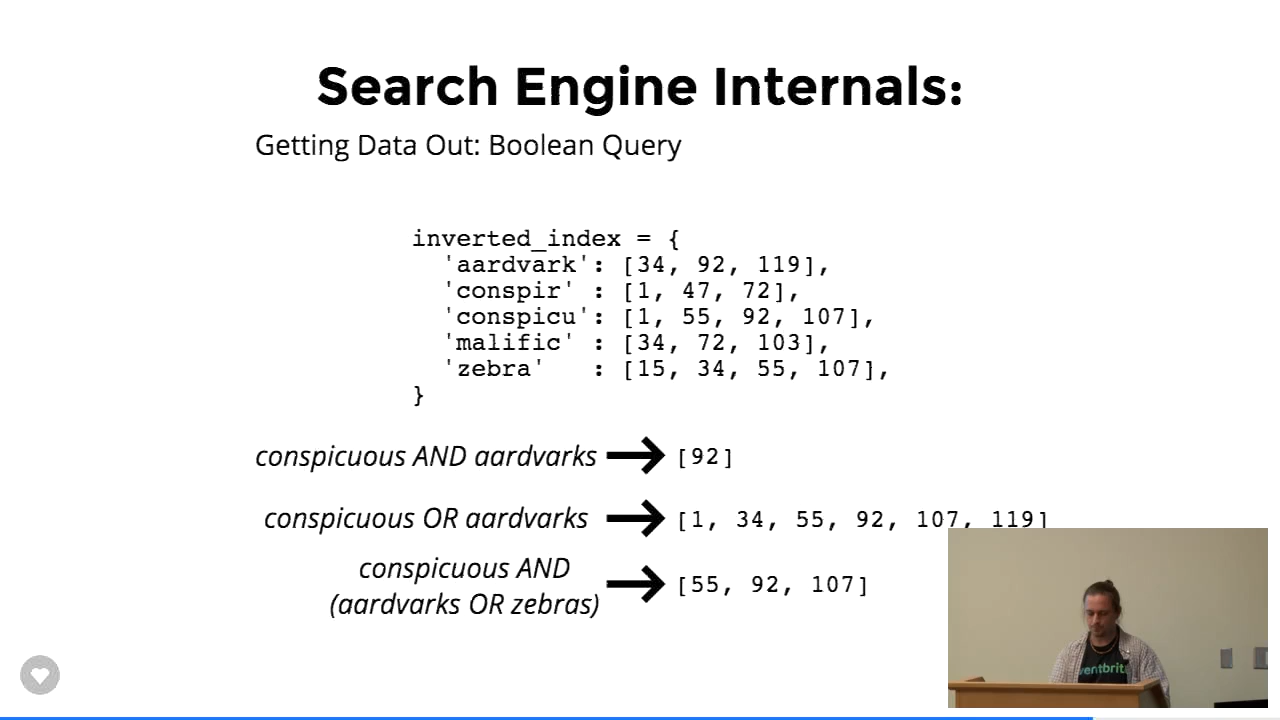 Search Engine Internals:
Getting Data Out: Boolean Query
inverted_index = {
'aardvark': [34, 92, 119],
'conspir' : [1, 47, 72],
'conspicu': [1, 55, 92, 107],
'malific' : [34, 72, 103],
'zebra' : [15, 34, 55, 107],
}
conspicuous AND aardvarks → [92]
conspicuous OR aardvarks → [1, 34, 55, 92, 107, 119]
conspicuous AND
(aardvarks OR zebras) → [55, 92, 107]
ventbrit